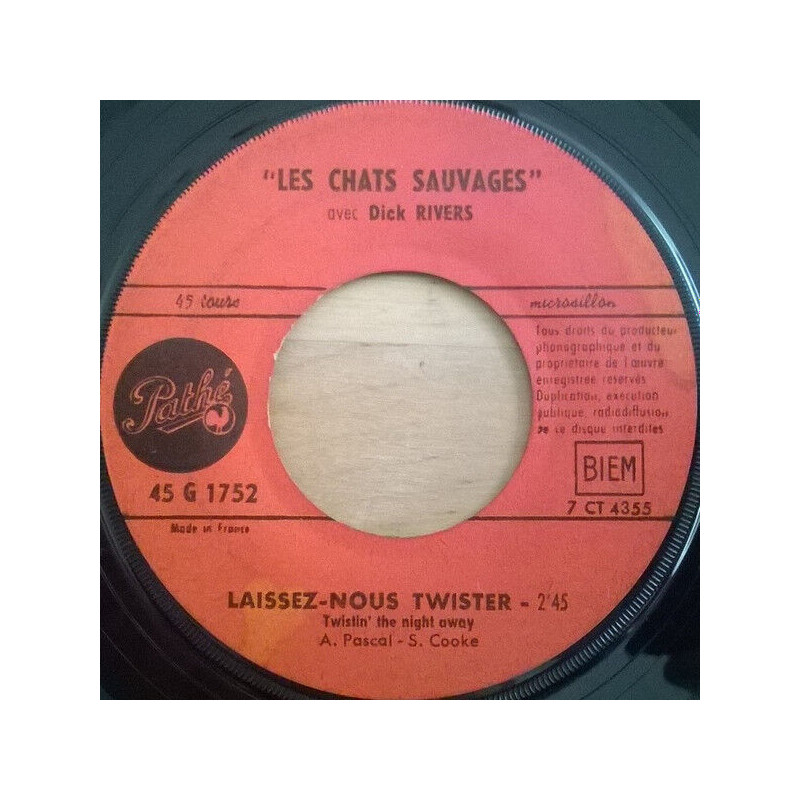 "LES CHATS SAUVAGES"
avec Dick RIVERS
45 tours
microsillon
Tous droits du producteur
phonographique et du
propriétaire de l'œuvre
enregistrée réservés
Duplication, exécution
publique, radiodiffusion
de ce disque interdites
Pathé
BIEM
45 G 1752
7 CT 4355
Made in France
LAISSEZ-NOUS TWISTER - 2'45
Twistin' the night away
A. Pascal - S. Cooke